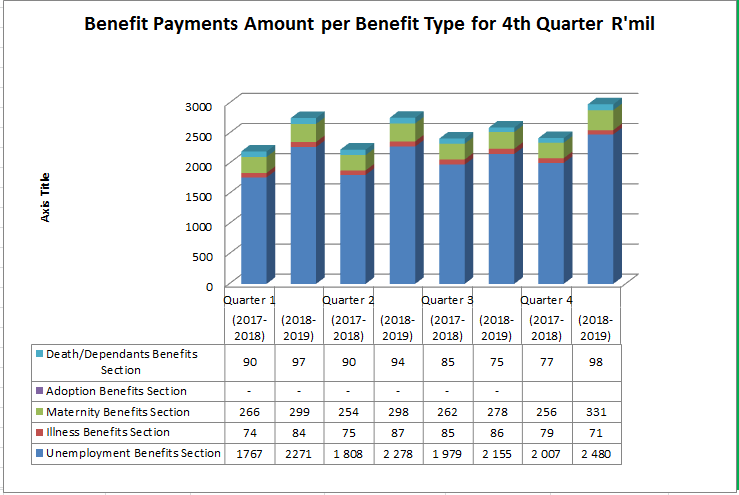 Benefit Payments Amount per Benefit Type for 4th Quarter R'mil
Axis Title
3000
2500
2000
1500
1000
500
0
Quarter 1 Quarter 2 Quarter 3 Quarter 4
(2017- (2018- (2017- (2018- (2017- (2018- (2017- (2018-
2018) 2019) 2018) 2019) 2018) 2019) 2018) 2019)
Death/Dependants Benefits
Section 90 97 90 94 85 75 77 98
Adoption Benefits Section - - - - - -
Maternity Benefits Section 266 299 254 298 262 278 256 331
Illness Benefits Section 74 84 75 87 85 86 79 71
Unemployment Benefits Section 1767 2271 1 808 2 278 1 979 2 155 2 007 2 480